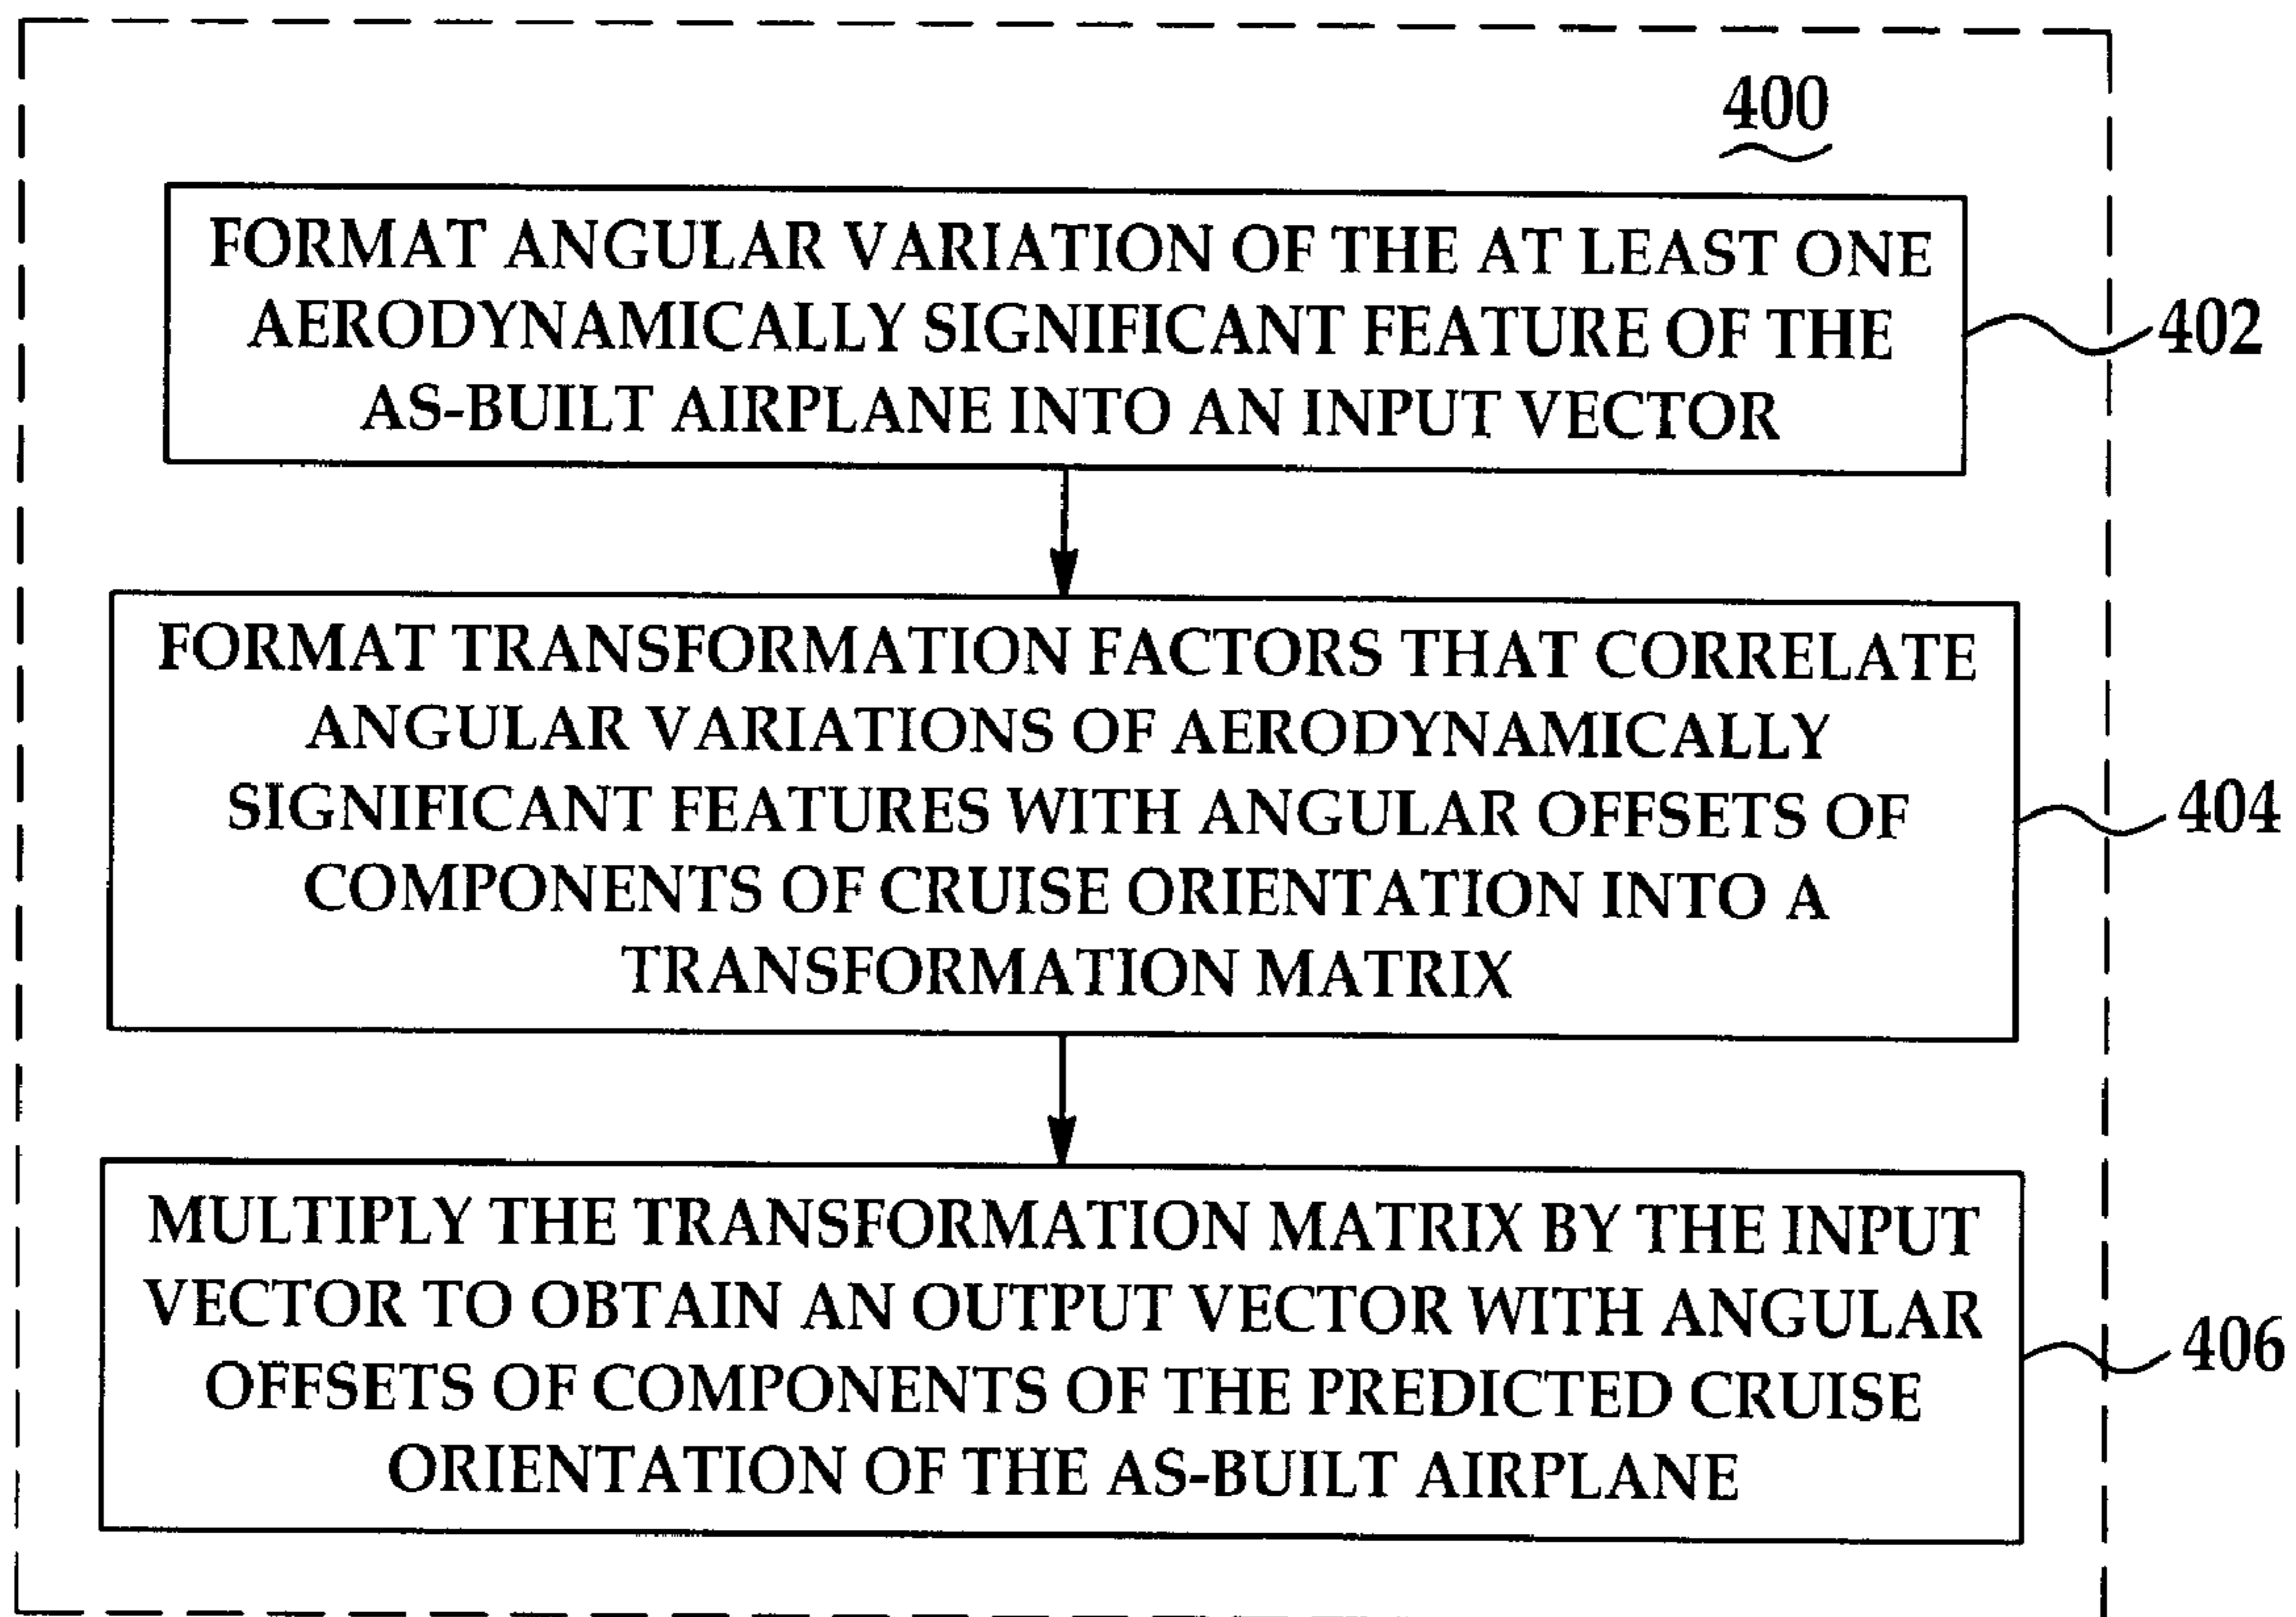 400
FORMAT ANGULAR VARIATION OF THE AT LEAST ONE
AERODYNAMICALLY SIGNIFICANT FEATURE OF THE
AS-BUILT AIRPLANE INTO AN INPUT VECTOR
402
FORMAT TRANSFORMATION FACTORS THAT CORRELATE
ANGULAR VARIATIONS OF AERODYNAMICALLY
SIGNIFICANT FEATURES WITH ANGULAR OFFSETS OF
COMPONENTS OF CRUISE ORIENTATION INTO A
TRANSFORMATION MATRIX
404
MULTIPLY THE TRANSFORMATION MATRIX BY THE INPUT
VECTOR TO OBTAIN AN OUTPUT VECTOR WITH ANGULAR
OFFSETS OF COMPONENTS OF THE PREDICTED CRUISE
ORIENTATION OF THE AS-BUILT AIRPLANE
406